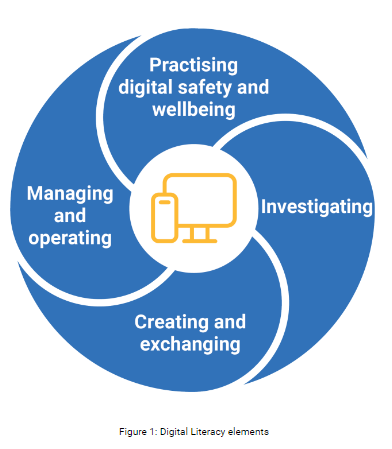 Practising
digital safety and
wellbeing
Investigating
Managing
and
operating
Creating and
exchanging
Figure 1: Digital Literacy elements